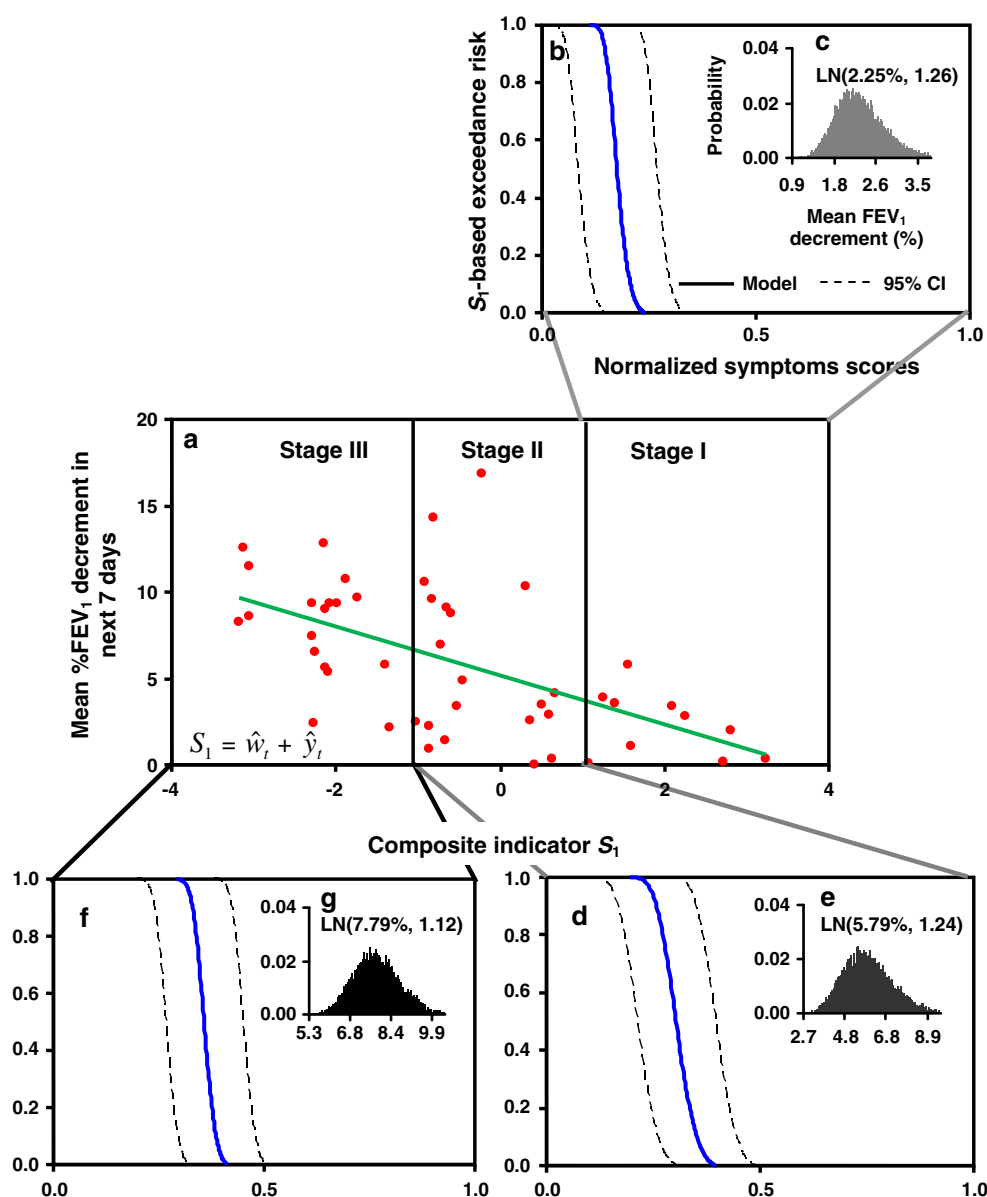 b
c
S1-based exceedance risk
1.0
0.8
0.6
0.4
0.2
0.0
0.0 0.5 1.0
Normalized symptoms scores
Probability
0.04
0.02
0.00
LN(2.25%, 1.26)
0.9 1.8 2.6 3.5
Mean FEV1
decrement (%)
Model 95% CI
a
Mean %FEV1 decrement in
next 7 days
20
15
10
5
0
Stage III Stage II Stage I
S1 = ŵt + ŷt
-4 -2 0 2 4
Composite indicator S1
f
1.0
0.8
0.6
0.4
0.2
0.0
0.0 0.5 1.0
g
LN(7.79%, 1.12)
0.04
0.02
0.00
5.3 6.8 8.4 9.9
d
1.0
0.8
0.6
0.4
0.2
0.0
0.0 0.5 1.0
e
LN(5.79%, 1.24)
0.04
0.02
0.00
2.7 4.8 6.8 8.9